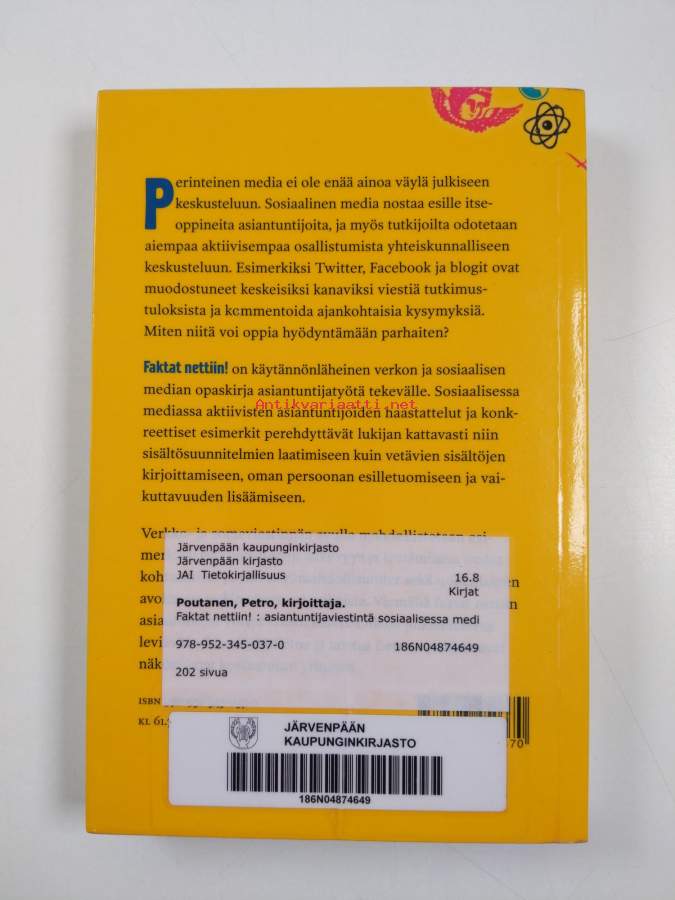 Perinteinen media ei ole enää ainoa väylä julkiseen
keskusteluun. Sosiaalinen media nostaa esille itse-
oppineita asiantuntijoita, ja myös tutkijoilta odotetaan
aiempaa aktiivisempaa osallistumista yhteiskunnalliseen
keskusteluun. Esimerkiksi Twitter, Facebook ja blogit ovat
muodostuneet keskeisiksi kanaviksi viestiä tutkimus-
tuloksista ja kommentoida ajankohtaisia kysymyksiä.
Miten niitä voi oppia hyödyntämään parhaiten?
Faktat nettiin! on käytännönläheinen verkon ja sosiaalisen
median opaskirja asiantuntijatyötä tekevälle. Sosiaalisessa
Antikvariaatti.net
mediassa aktiivisten asiantuntijoiden haastattelut ja konk-
reettiset esimerkit perehdyttävät lukijan kattavasti niin
sisältösuunnitelmien laatimiseen kuin vetävien sisältöjen
kirjoittamiseen, oman persoonan esilletuomiseen ja vai-
kuttavuuden lisäämiseen.
Järvenpään kaupunginkirjasto
Järvenpään kirjasto
JAI Tietokirjallisuus 16.8
Kirjat
Poutanen, Petro, kirjoittaja.
Faktat nettiin! : asiantuntijaviestintä sosiaalisessa medi
978-952-345-037-0 186N04874649
202 sivua
ISBN
KL 61.
JÄRVENPÄÄN
KAUPUNGINKIRJASTO
186N04874649